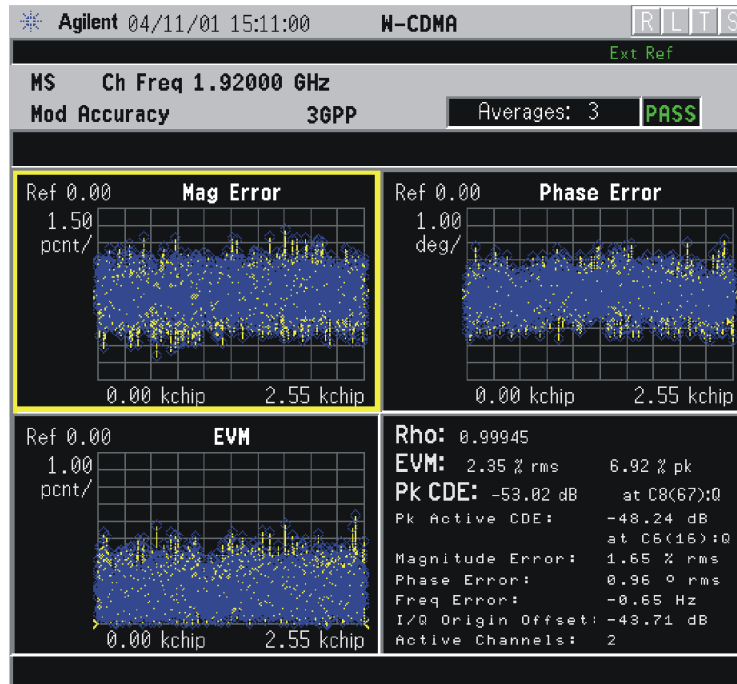 Agilent 04/11/01 15:11:00 W-CDMA R L T S
Ext Ref
MS Ch Freq 1.92000 GHz
Mod Accuracy 3GPP Averages: 3 PASS
Ref 0.00 Mag Error
1.50
pcnt/
0.00 kchip 2.55 kchip
Ref 0.00 Phase Error
1.00
deg/
0.00 kchip 2.55 kchip
Ref 0.00 EVM
1.00
pcnt/
0.00 kchip 2.55 kchip
Rho: 0.99945
EVM: 2.35 % rms 6.92 % pk
Pk CDE: -53.02 dB at C8(67):Q
Pk Active CDE: -48.24 dB
at C6(16):Q
Magnitude Error: 1.65 % rms
Phase Error: 0.96 º rms
Freq Error: -0.65 Hz
I/Q Origin Offset: -43.71 dB
Active Channels: 2